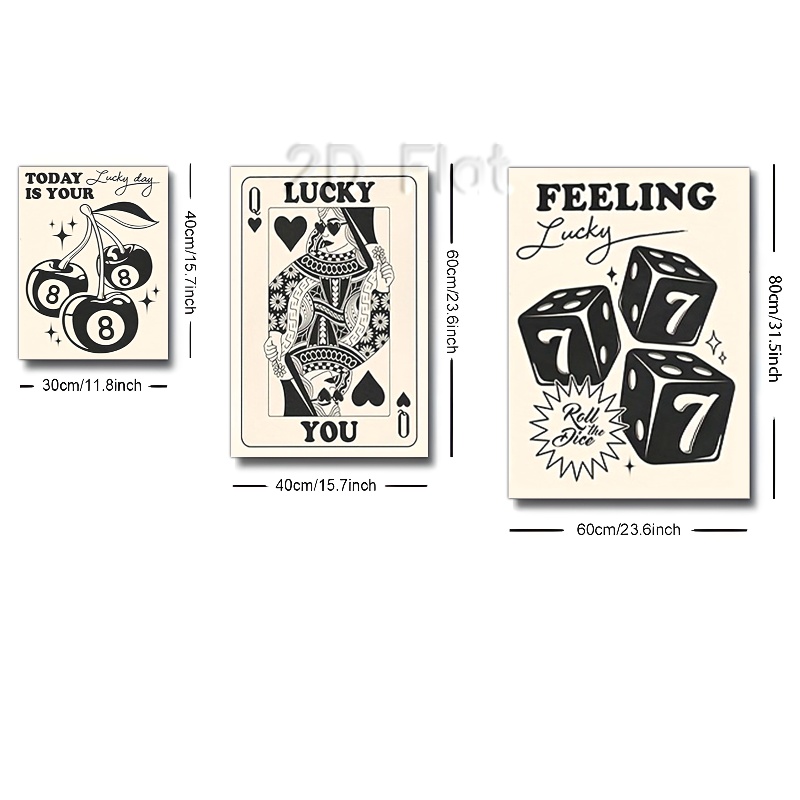 2D Flat
TODAY Lucky day
IS YOUR
8
8
8
40cm/15.7inch
30cm/11.8inch
Q
LUCKY
YOU
Q
60cm/23.6inch
40cm/15.7inch
FEELING
Lucky
7
7
7
Roll
the
Dice
80cm/31.5inch
60cm/23.6inch